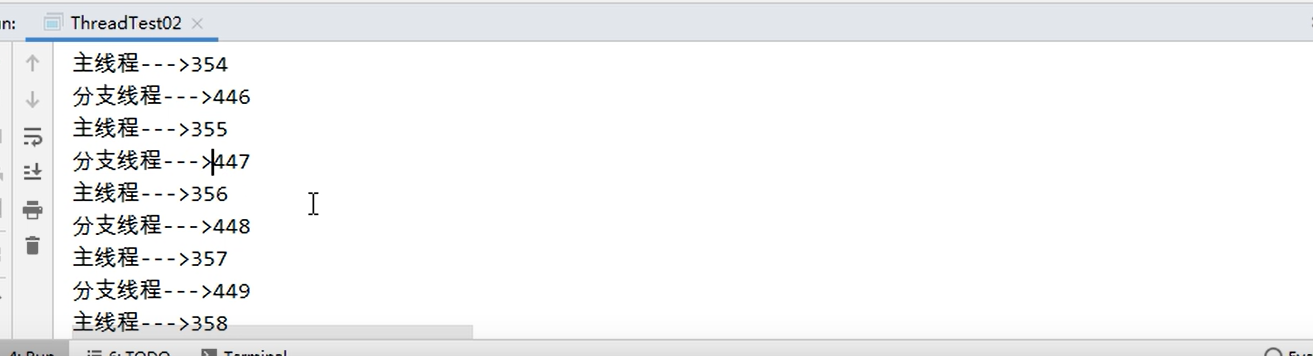 n: ThreadTest02 ×
主线程--->354
分支线程--->446
主线程--->355
分支线程--->447
主线程--->356
分支线程--->448
主线程--->357
分支线程--->449
主线程--->358
4: Run 6: TODO Terminal Eve